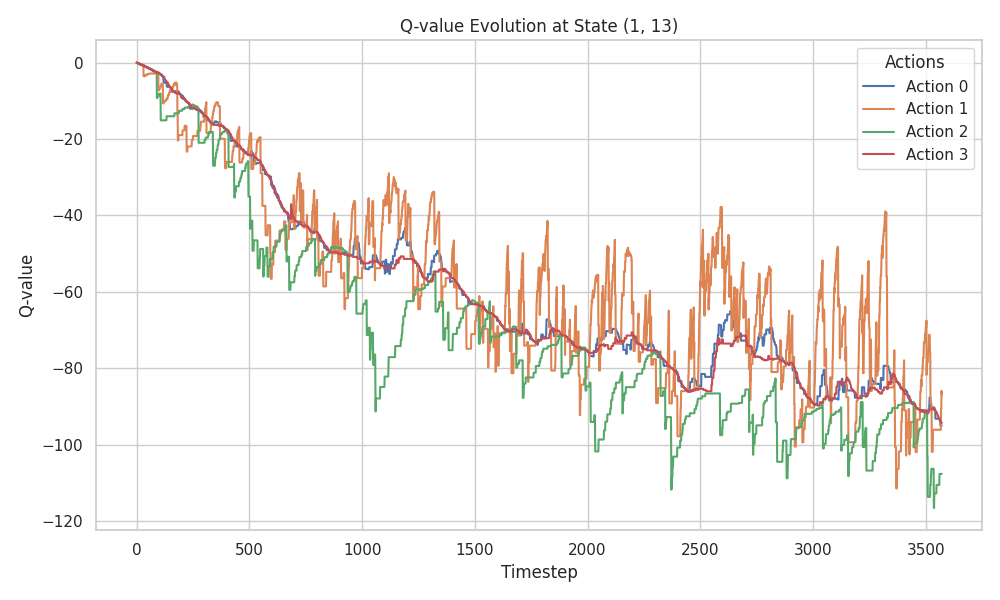 Q-value Evolution at State (1, 13)
Actions
Action 0
Action 1
Action 2
Action 3
Q-value
0
−20
−40
−60
−80
−100
−120
0 500 1000 1500 2000 2500 3000 3500
Timestep